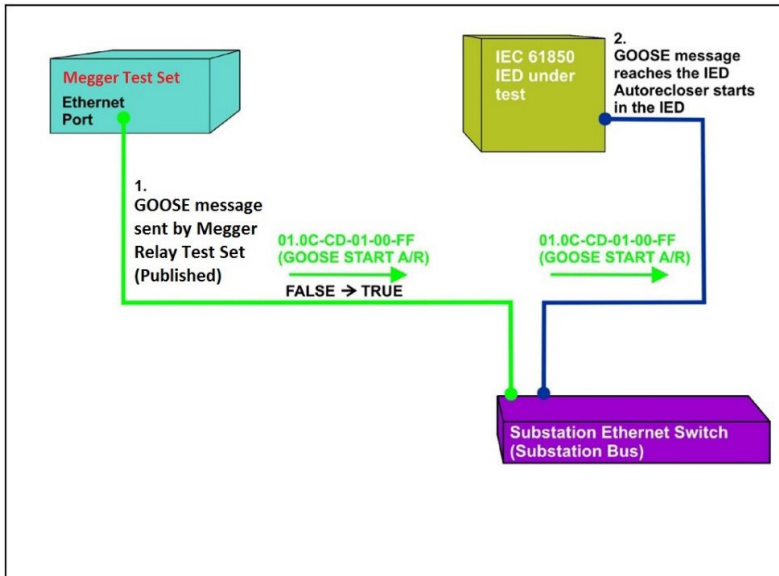 Megger Test Set
Ethernet
Port
IEC 61850
IED under
test
2.
GOOSE message
reaches the IED
Autorecloser starts
in the IED
1.
GOOSE message
sent by Megger
Relay Test Set
(Published)
01.0C-CD-01-00-FF
(GOOSE START A/R)
FALSE → TRUE
01.0C-CD-01-00-FF
(GOOSE START A/R)
Substation Ethernet Switch
(Substation Bus)